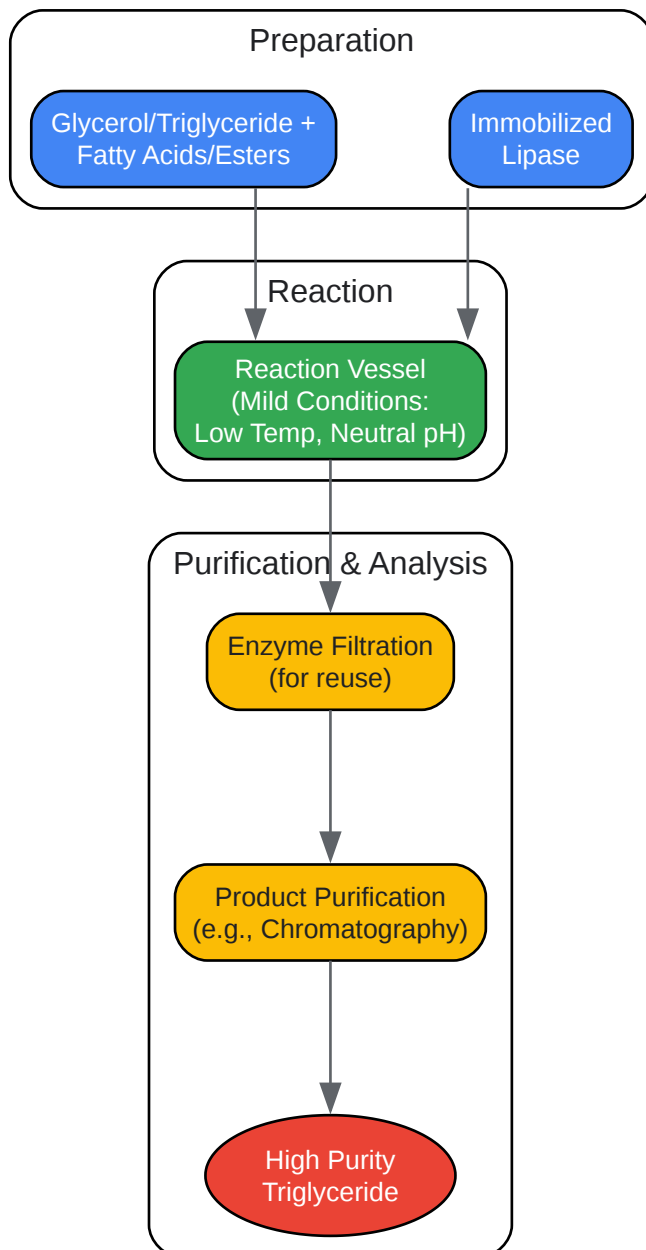 Preparation
Glycerol/Triglyceride +
Fatty Acids/Esters
Immobilized
Lipase
Reaction
Reaction Vessel
(Mild Conditions:
Low Temp, Neutral pH)
Purification & Analysis
Enzyme Filtration
(for reuse)
Product Purification
(e.g., Chromatography)
High Purity
Triglyceride